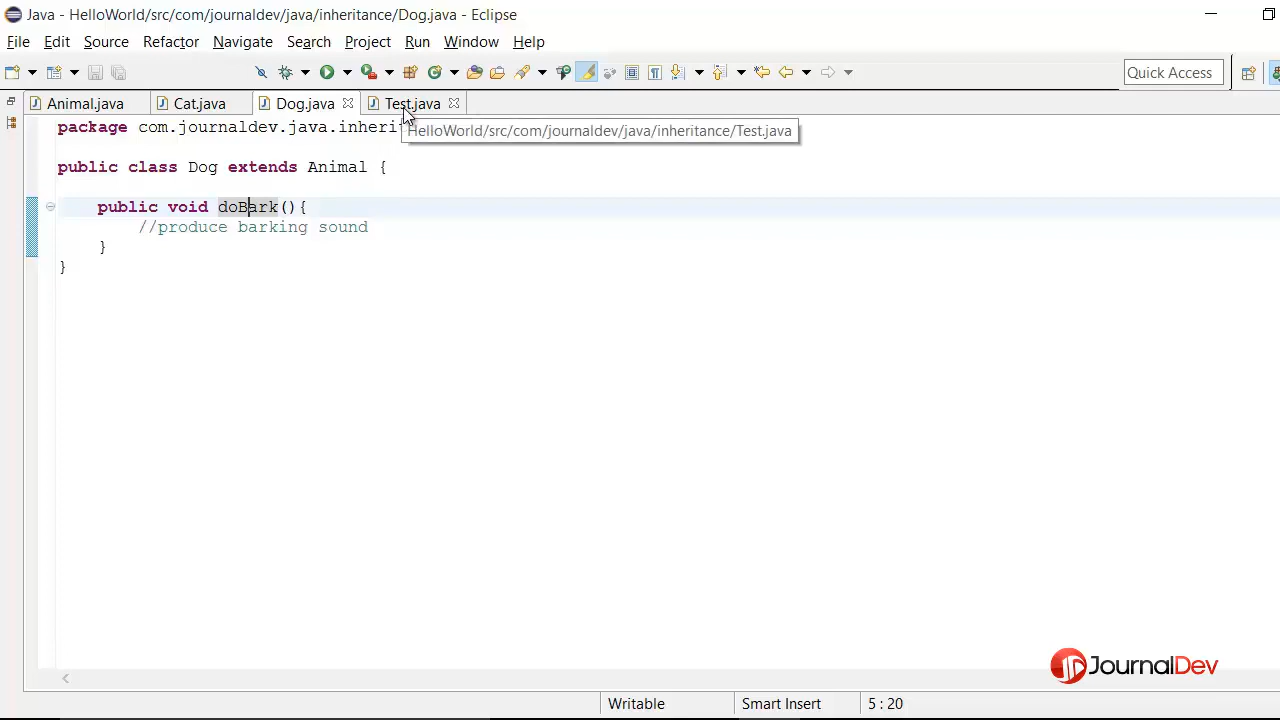 Java - HelloWorld/src/com/journaldev/java/inheritance/Dog.java - Eclipse
File Edit Source Refactor Navigate Search Project Run Window Help
Quick Access
Animal.java Cat.java Dog.java Test.java
package com.journaldev.java.inheri
HelloWorld/src/com/journaldev/java/inheritance/Test.java
public class Dog extends Animal {
public void doBark(){
//produce barking sound
}
}
JournalDev
Writable Smart Insert 5 : 20